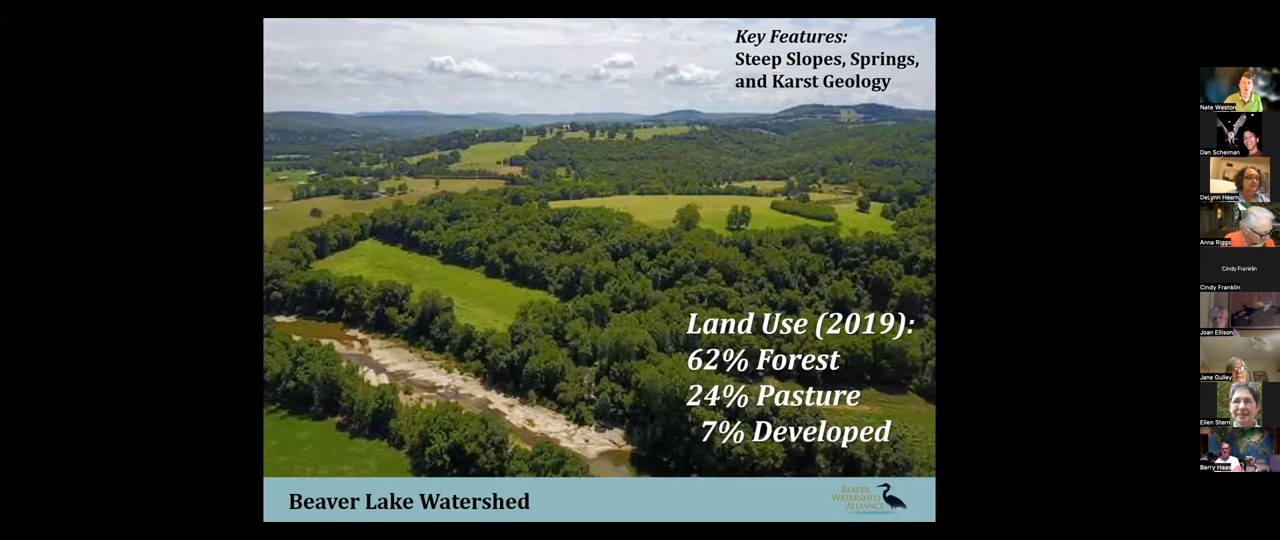 Key Features:
Steep Slopes, Springs,
and Karst Geology
Land Use (2019):
62% Forest
24% Pasture
7% Developed
Beaver Lake Watershed
BEAVER
WATERSHED
ALLIANCE
Nate Weston
Dan Scheiman
DeLynn Hearn
Anna Riggs
Cindy Franklin
Cindy Franklin
Joan Ellison
Jane Gulley
Ellen Stern
Barry Haas